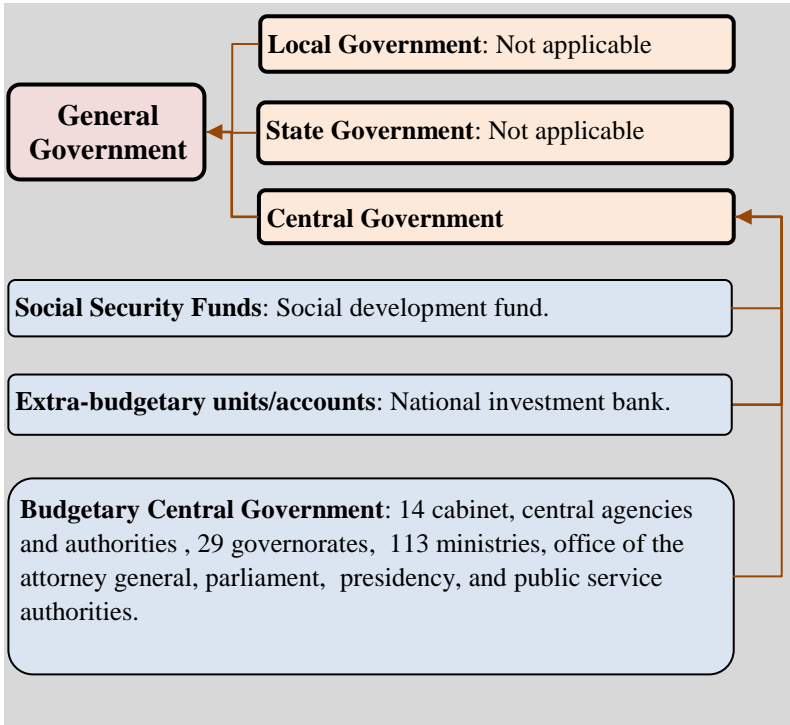 Local Government: Not applicable
General
Government
State Government: Not applicable
Central Government
Social Security Funds: Social development fund.
Extra-budgetary units/accounts: National investment bank.
Budgetary Central Government: 14 cabinet, central agencies
and authorities , 29 governorates, 113 ministries, office of the
attorney general, parliament, presidency, and public service
authorities.